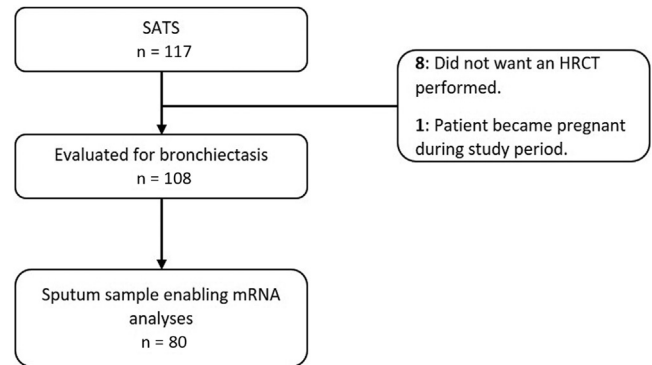 SATS
n = 117
8: Did not want an HRCT
performed.
1: Patient became pregnant
during study period.
Evaluated for bronchiectasis
n = 108
Sputum sample enabling mRNA
analyses
n = 80